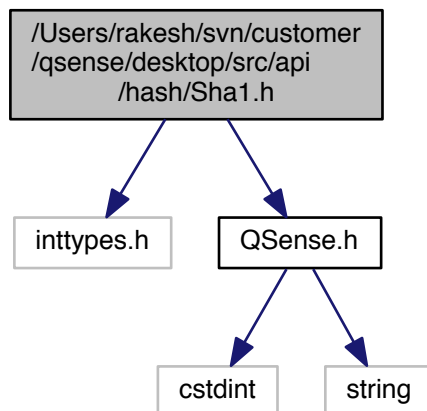 /Users/rakesh/svn/customer
/qsense/desktop/src/api
/hash/Sha1.h
inttypes.h
QSense.h
cstdint
string